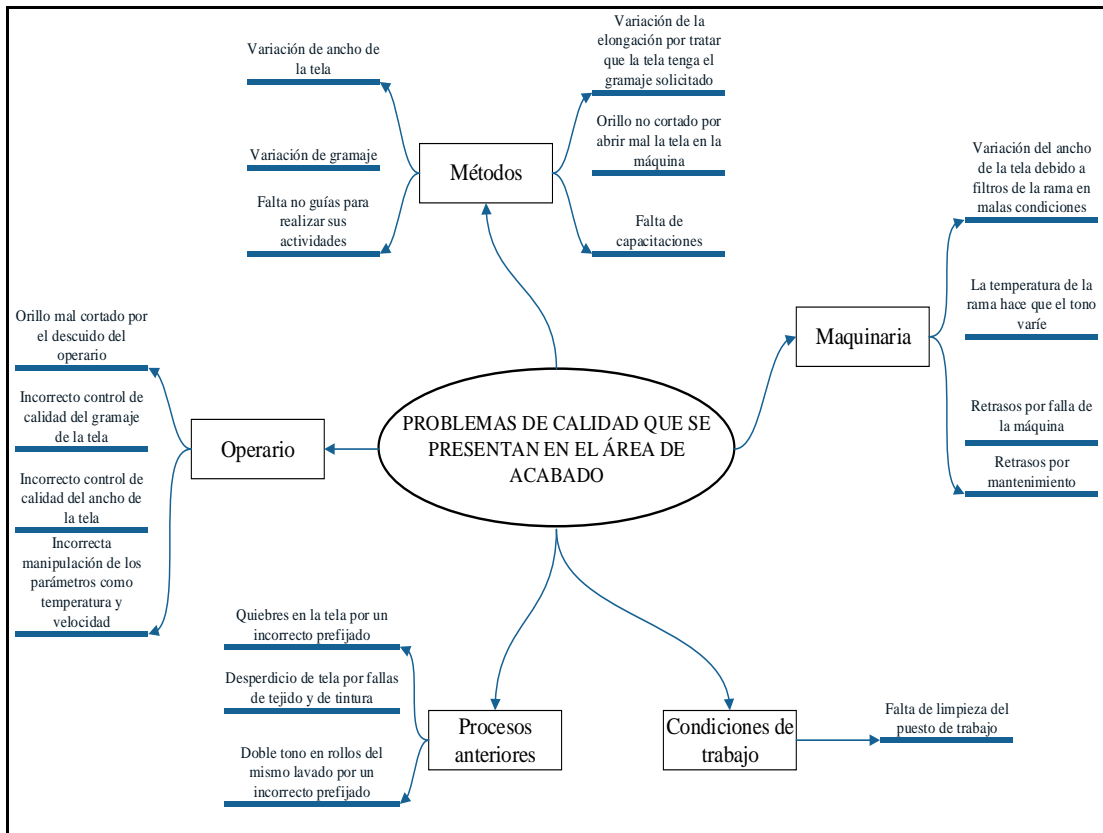 Variación de ancho de
la tela
Variación de gramaje
Falta no guías para
realizar sus
actividades
Métodos
Variación de la
elongación por tratar
que la tela tenga el
gramaje solicitado
Orillo no cortado por
abrir mal la tela en la
máquina
Falta de
capacitaciones
Variación del ancho
de la tela debido a
filtros de la rama en
malas condiciones
La temperatura de la
rama hace que el tono
varíe
Maquinaria
Retrasos por falla de
la máquina
Retrasos por
mantenimiento
Orillo mal cortado por
el descuido del
operario
Incorrecto control de
calidad del gramaje
de la tela
Operario
Incorrecto control de
calidad del ancho de
la tela
Incorrecta
manipulación de los
parámetros como
temperatura y
velocidad
PROBLEMAS DE CALIDAD QUE SE
PRESENTAN EN EL ÁREA DE
ACABADO
Quiebres en la tela por un
incorrecto prefijado
Desperdicio de tela por fallas
de tejido y de tintura
Doble tono en rollos del
mismo lavado por un
incorrecto prefijado
Procesos
anteriores
Condiciones de
trabajo
Falta de limpieza del
puesto de trabajo